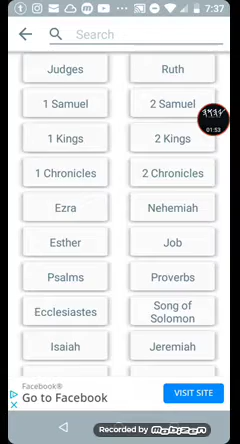 7:37
Search
Judges
Ruth
1 Samuel
2 Samuel
1 Kings
2 Kings
01:53
1 Chronicles
2 Chronicles
Ezra
Nehemiah
Esther
Job
Psalms
Proverbs
Ecclesiastes
Song of
Solomon
Isaiah
Jeremiah
Facebook®
Go to Facebook
VISIT SITE
Recorded by Mobizen